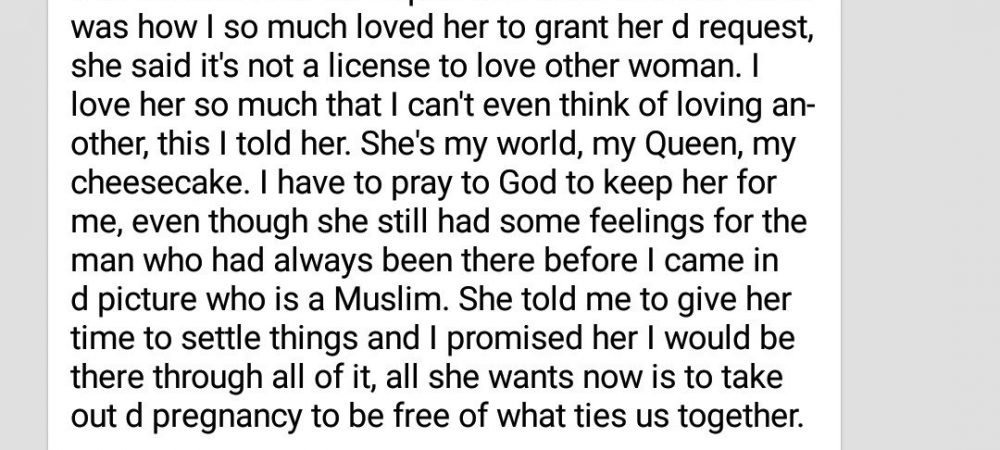 was how I so much loved her to grant her d request,
she said it's not a license to love other woman. I
love her so much that I can't even think of loving an-
other, this I told her. She's my world, my Queen, my
cheesecake. I have to pray to God to keep her for
me, even though she still had some feelings for the
man who had always been there before I came in
d picture who is a Muslim. She told me to give her
time to settle things and I promised her I would be
there through all of it, all she wants now is to take
out d pregnancy to be free of what ties us together.